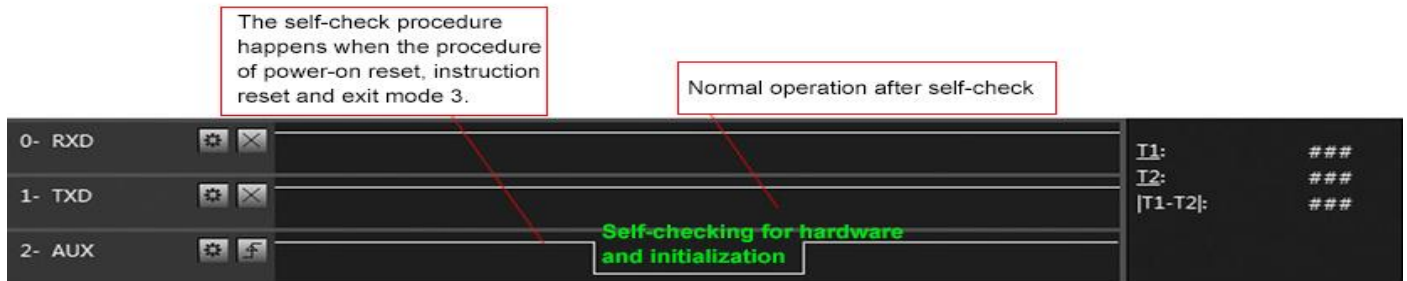 The self-check procedure
happens when the procedure
of power-on reset, instruction
reset and exit mode 3.
Normal operation after self-check
0- RXD
T1: ###
1- TXD
T2: ###
|T1-T2|: ###
2- AUX
Self-checking for hardware
and initialization